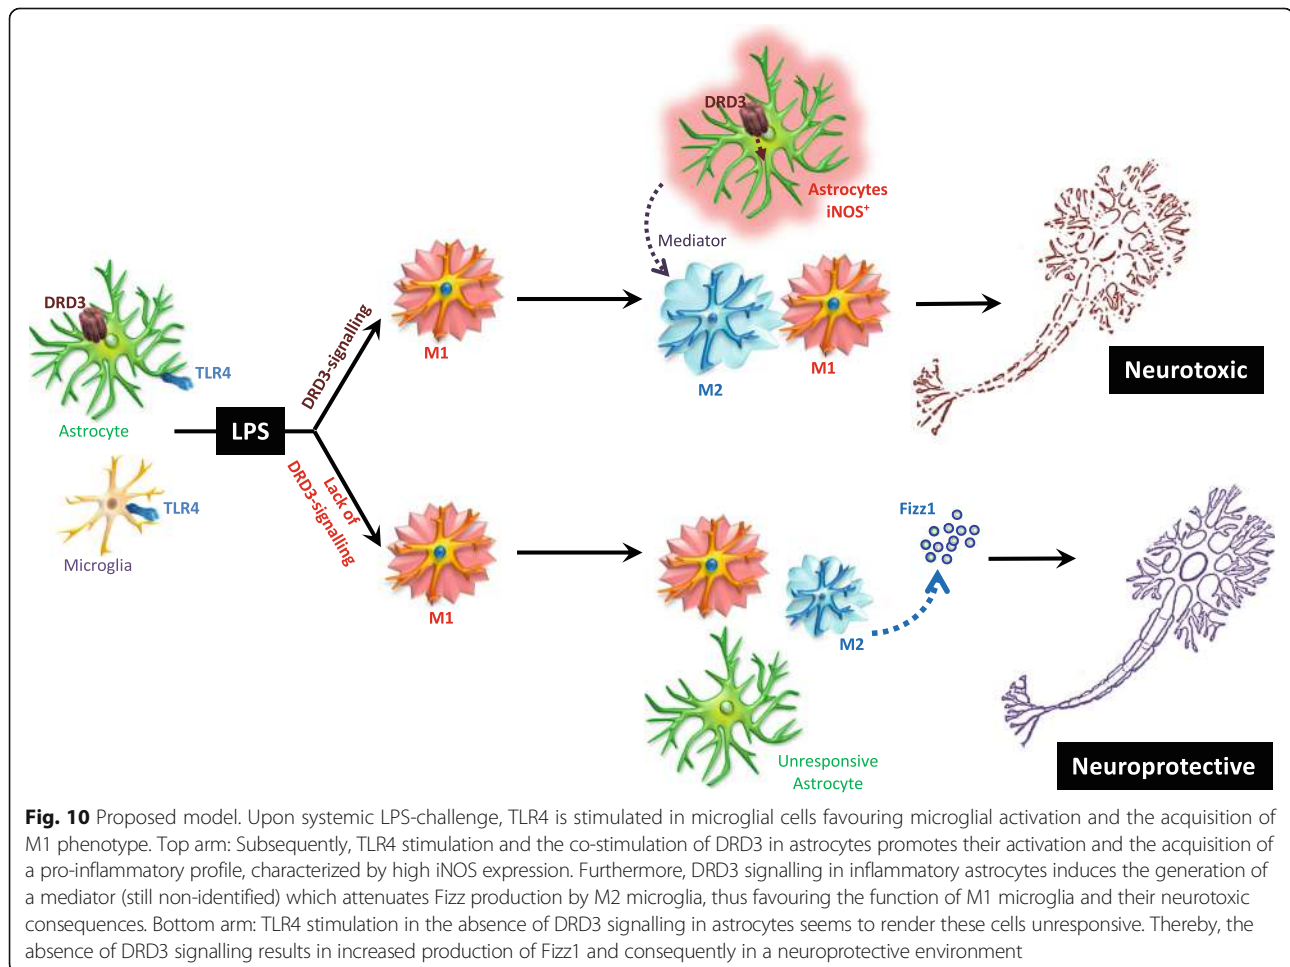 DRD3
Astrocytes
iNOS⁺
Mediator
DRD3
TLR4
Astrocyte
LPS
DRD3-signalling
M1
M2
M1
Neurotoxic
TLR4
Microglia
Lack of
DRD3-signalling
M1
Fizz1
M2
Unresponsive
Astrocyte
Neuroprotective
Fig. 10 Proposed model. Upon systemic LPS-challenge, TLR4 is stimulated in microglial cells favouring microglial activation and the acquisition of
M1 phenotype. Top arm: Subsequently, TLR4 stimulation and the co-stimulation of DRD3 in astrocytes promotes their activation and the acquisition of
a pro-inflammatory profile, characterized by high iNOS expression. Furthermore, DRD3 signalling in inflammatory astrocytes induces the generation of
a mediator (still non-identified) which attenuates Fizz production by M2 microglia, thus favouring the function of M1 microglia and their neurotoxic
consequences. Bottom arm: TLR4 stimulation in the absence of DRD3 signalling in astrocytes seems to render these cells unresponsive. Thereby, the
absence of DRD3 signalling results in increased production of Fizz1 and consequently in a neuroprotective environment